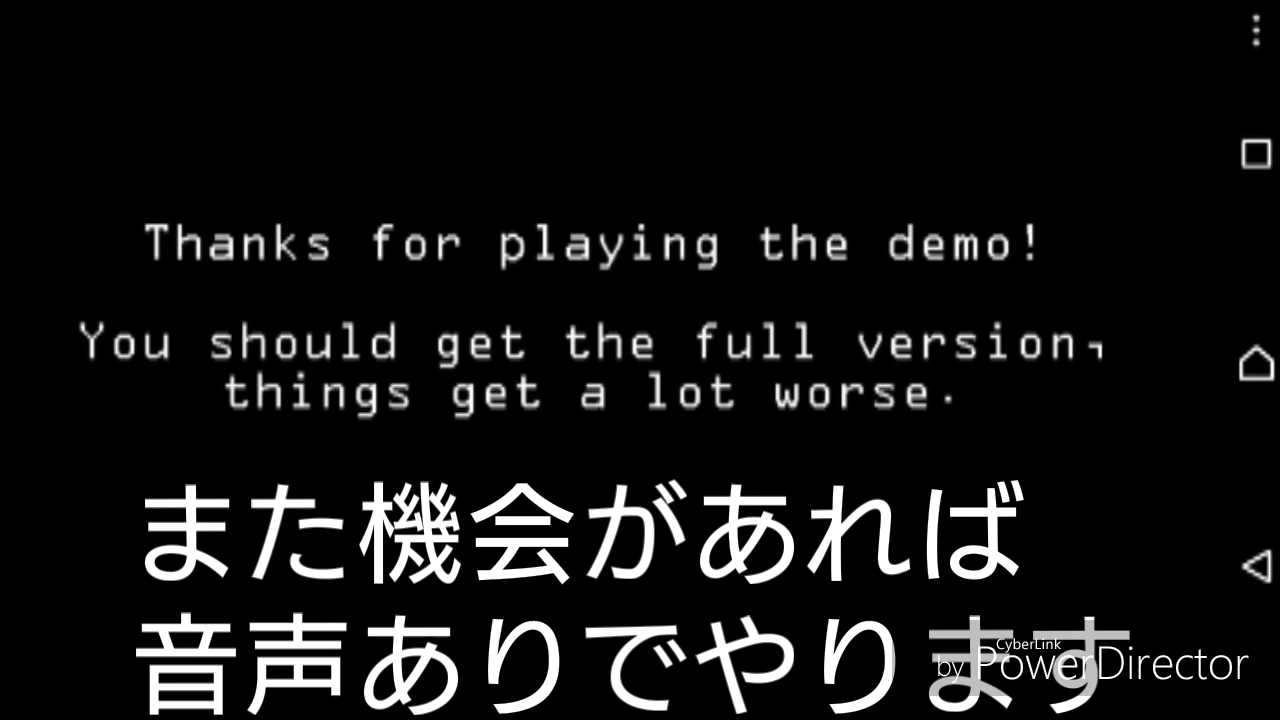 Thanks for playing the demo!
You should get the full version,
things get a lot worse.
また機会があれば
音声ありでやります
CyberLink
by PowerDirector